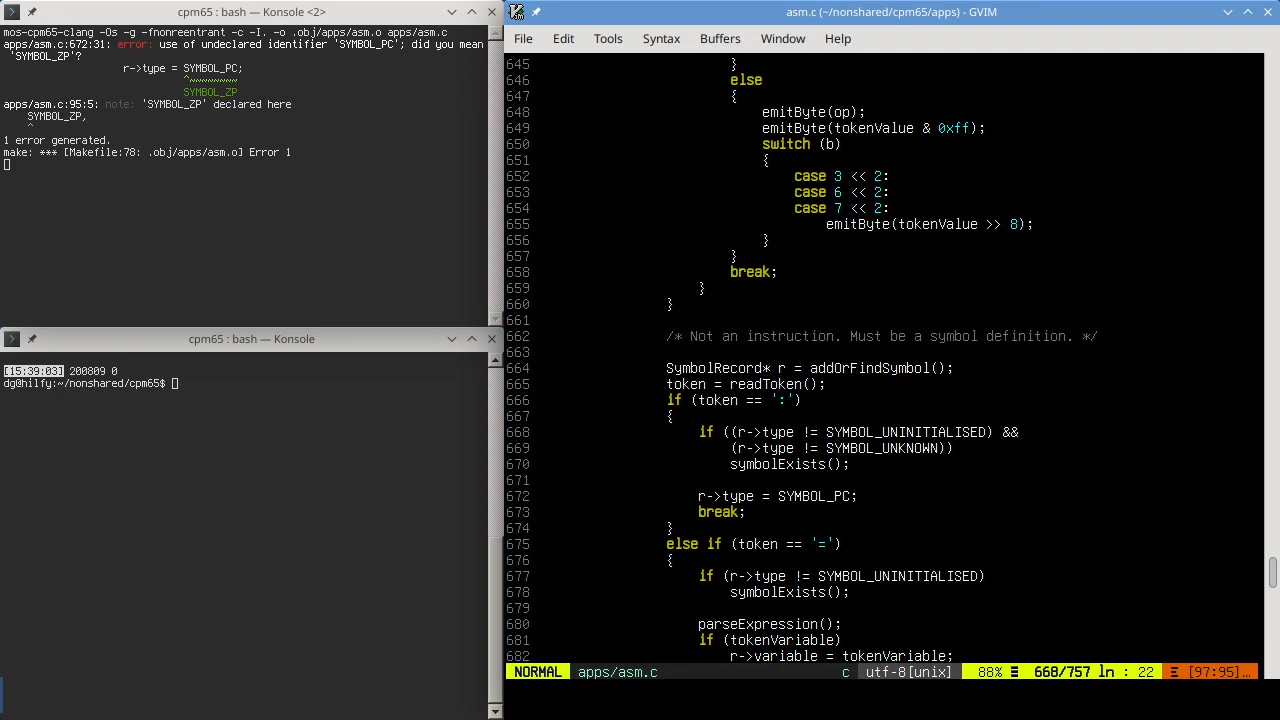 cpm65 : bash — Konsole <2>
mos-cpm65-clang -Os -g -fnonreentrant -c -I. -o .obj/apps/asm.o apps/asm.c
apps/asm.c:672:31: error: use of undeclared identifier 'SYMBOL_PC'; did you mean
 'SYMBOL_ZP'?
r->type = SYMBOL_PC;
^~~~~~~~~
SYMBOL_ZP
apps/asm.c:95:5: note: 'SYMBOL_ZP' declared here
SYMBOL_ZP,
^
1 error generated.
make: *** [Makefile:78: .obj/apps/asm.o] Error 1
cpm65 : bash — Konsole
[15:39:03] 200809 0
dg@hilfy:~/nonshared/cpm65$
asm.c (~/nonshared/cpm65/apps) - GVIM
File Edit Tools Syntax Buffers Window Help
645 }
646 else
647 {
648 emitByte(op);
649 emitByte(tokenValue & 0xff);
650 switch (b)
651 {
652 case 3 << 2:
653 case 6 << 2:
654 case 7 << 2:
655 emitByte(tokenValue >> 8);
656 }
657 }
658 break;
659 }
660 }
661
662 /* Not an instruction. Must be a symbol definition. */
663
664 SymbolRecord* r = addOrFindSymbol();
665 token = readToken();
666 if (token == ':')
667 {
668 if ((r->type != SYMBOL_UNINITIALISED) &&
669 (r->type != SYMBOL_UNKNOWN))
670 symbolExists();
671
672 r->type = SYMBOL_PC;
673 break;
674 }
675 else if (token == '=')
676 {
677 if (r->type != SYMBOL_UNINITIALISED)
678 symbolExists();
679
680 parseExpression();
681 if (tokenVariable)
682 r->variable = tokenVariable;
NORMAL apps/asm.c c utf-8[unix] 88% ☰ 668/757 ln : 22 Ξ [97:95]…